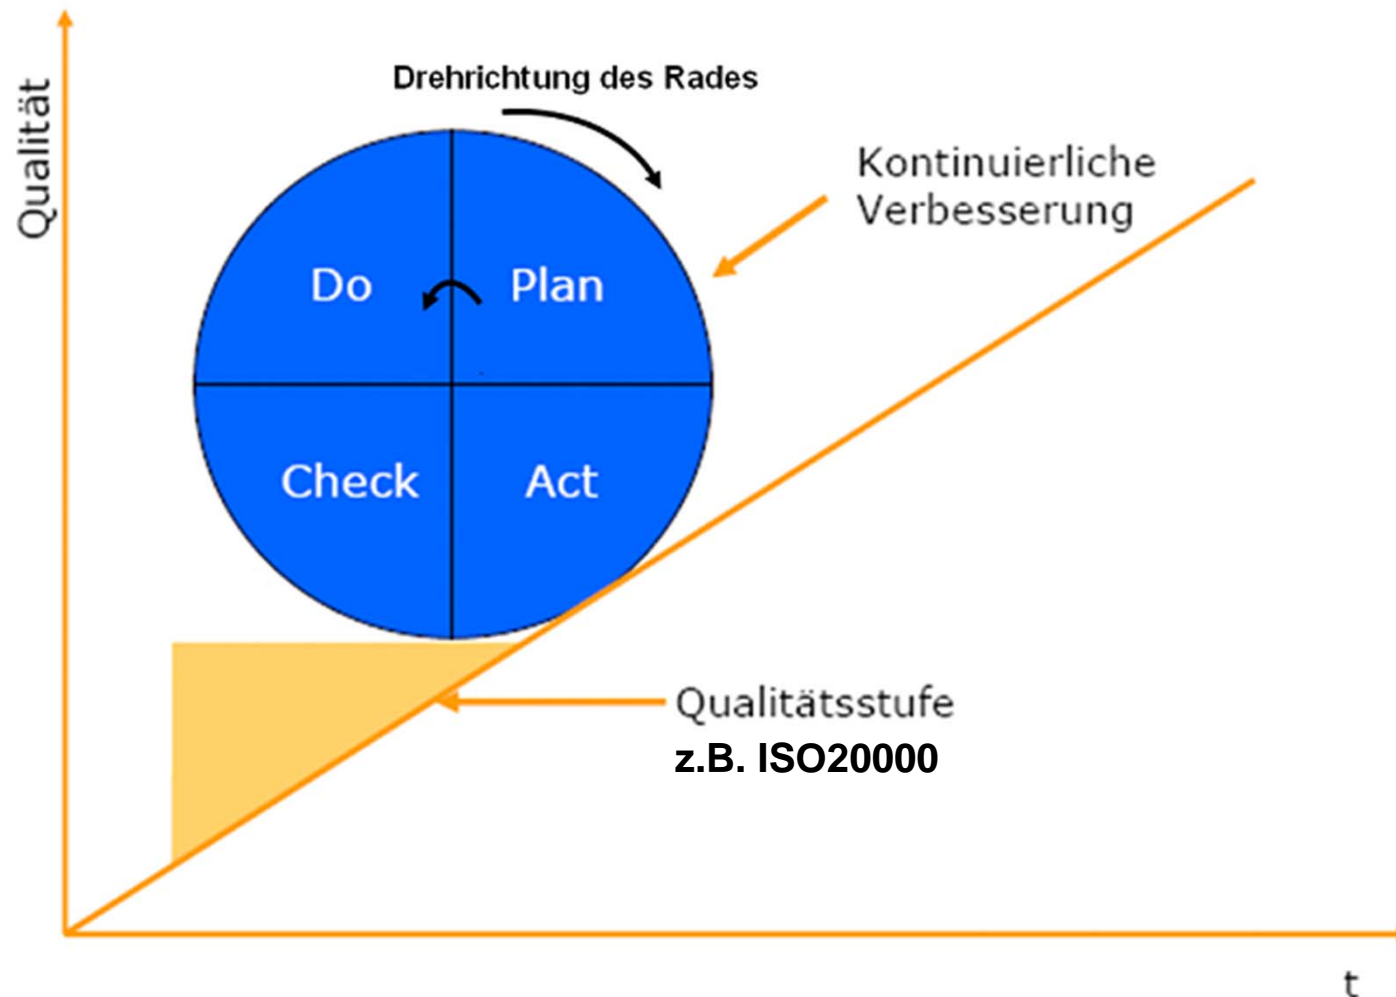 Qualität
Drehrichtung des Rades
Kontinuierliche
Verbesserung
Do
Plan
Check
Act
Qualitätsstufe
z.B. ISO20000
t